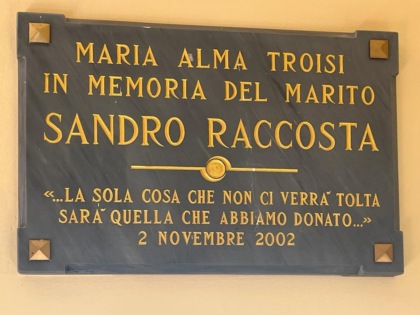 MARIA ALMA TROISI
IN MEMORIA DEL MARITO
SANDRO RACCOSTA
«...LA SOLA COSA CHE NON CI VERRÀ TOLTA
SARÀ QUELLA CHE ABBIAMO DONATO...»
2 NOVEMBRE 2002